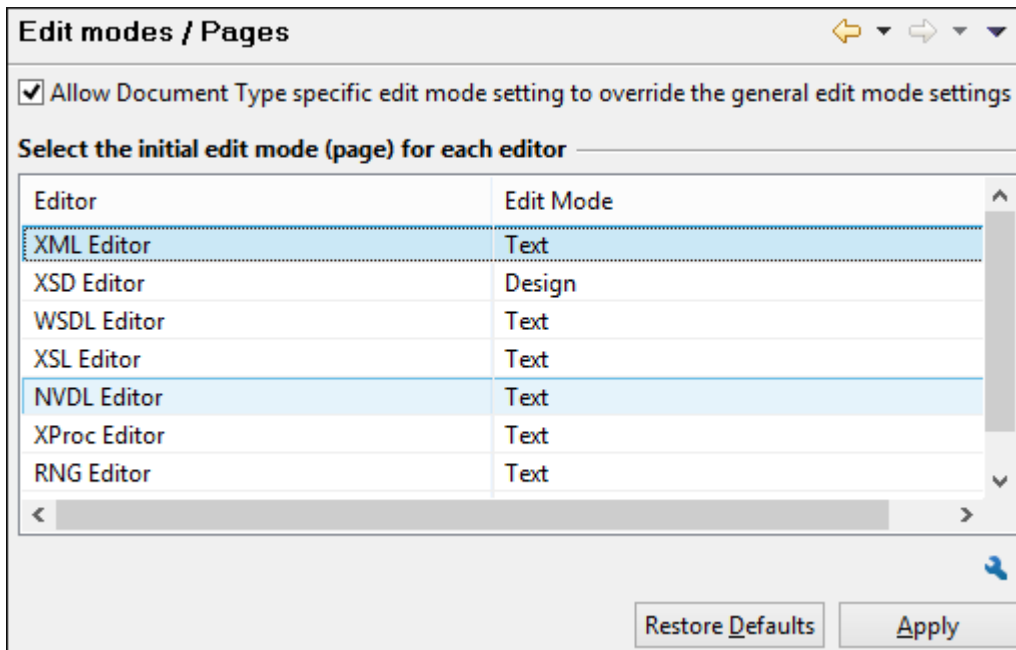 Edit modes / Pages
Allow Document Type specific edit mode setting to override the general edit mode settings
Select the initial edit mode (page) for each editor
Editor Edit Mode
XML Editor Text
XSD Editor Design
WSDL Editor Text
XSL Editor Text
NVDL Editor Text
XProc Editor Text
RNG Editor Text
Restore Defaults Apply